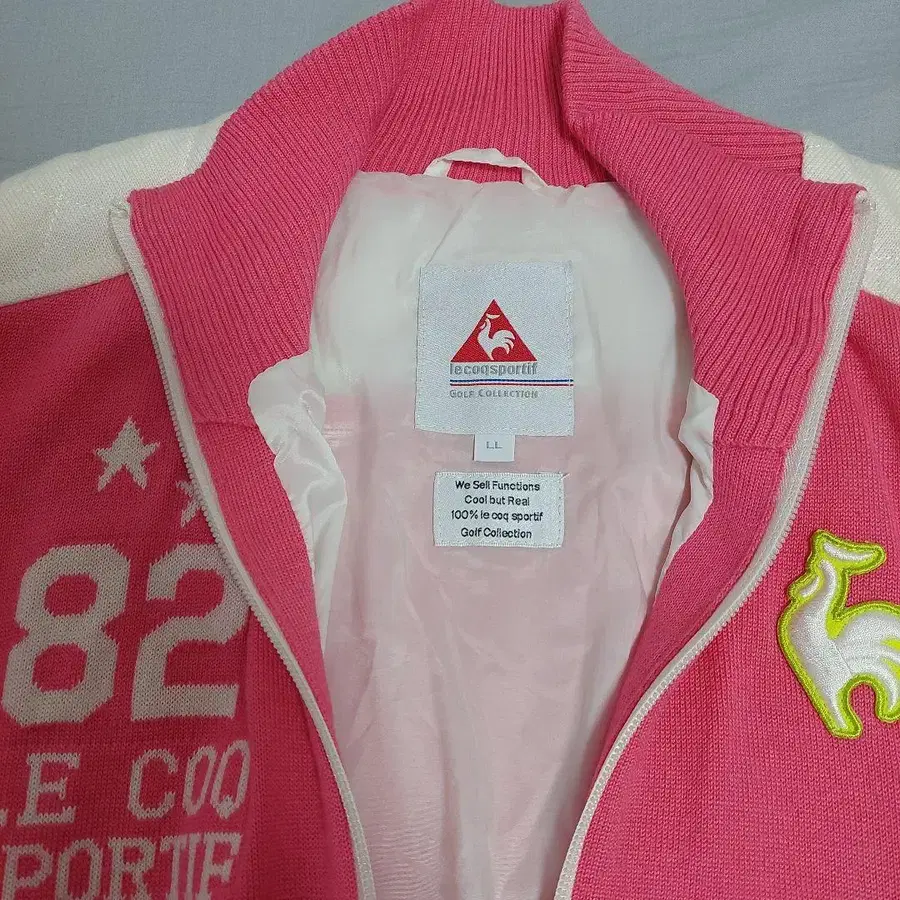 lecoqsportif
GOLF COLLECTION
LL
We Sell Functions
Cool but Real
100% le coq sportif
Golf Collection
82
LE COQ
PORTIF